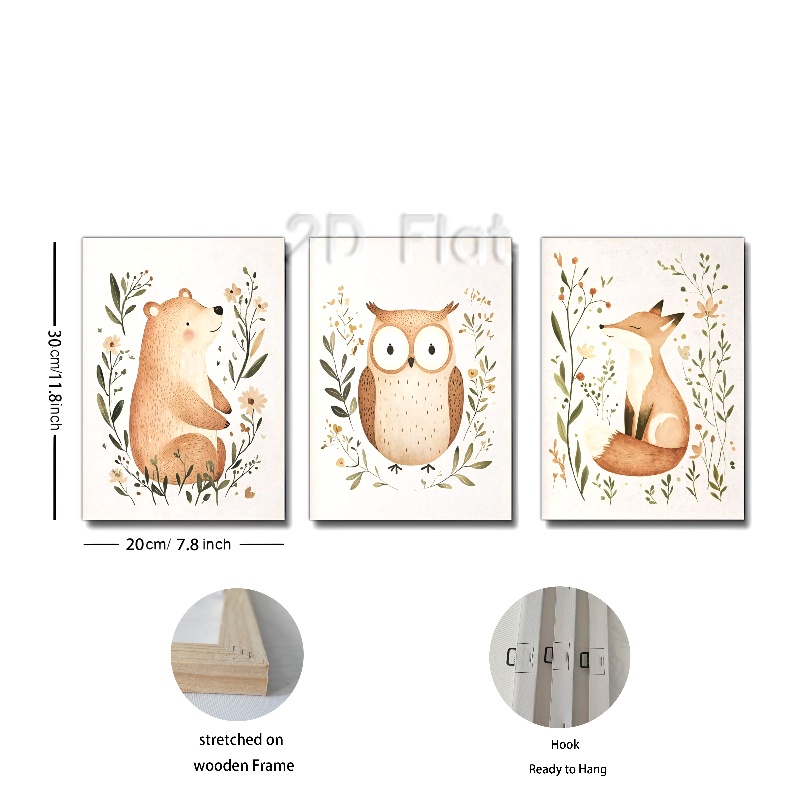 2D Flat
30cm/11.8inch
20cm/ 7.8 inch
stretched on
wooden Frame
Hook
Ready to Hang